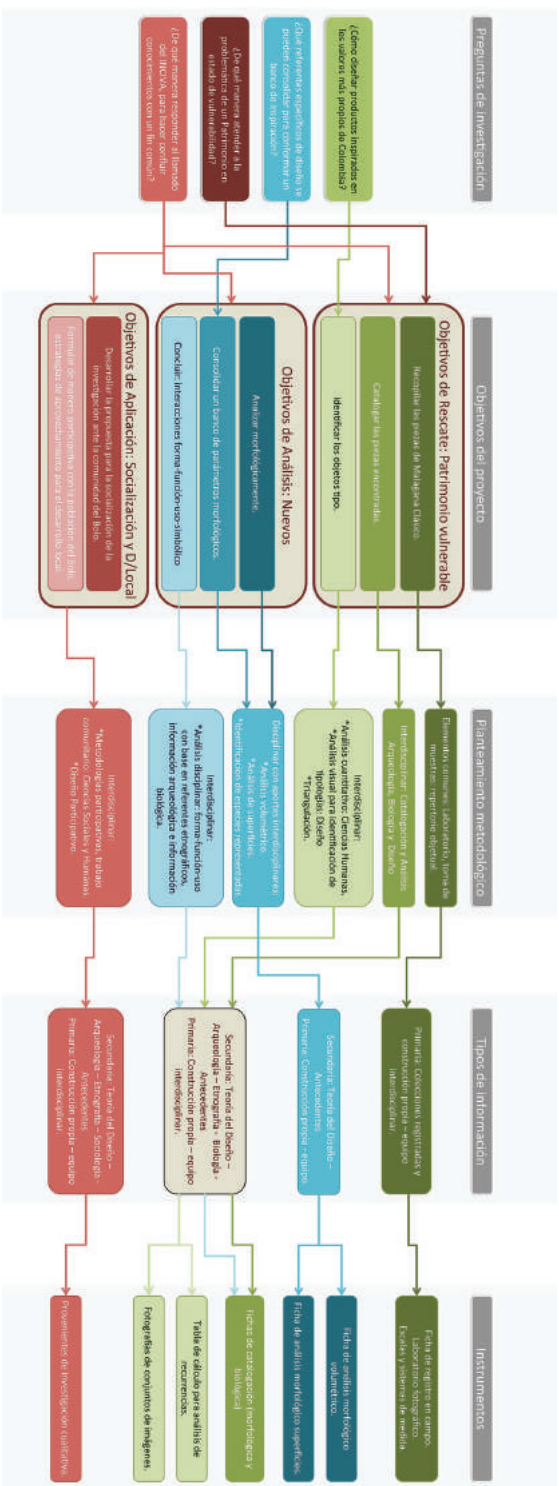 Preguntas de investigación
¿Cómo diseñar productos inspirados en
los valores más propios de Colombia?
¿Qué referentes específicos de diseño se
pueden consolidar para conformar un
banco de inspiración?
¿De qué manera atender a la
problemática de un Patrimonio en
estado de vulnerabilidad?
¿De qué manera responder al llamado
del INCIVA, para hacer confluir
conocimientos con un fin común?
Objetivos del proyecto
Objetivos de Rescate: Patrimonio vulnerable
Recopilar las piezas de Malagana Clásico.
Catalogar las piezas encontradas.
Identificar los objetos tipo.
Objetivos de Análisis: Nuevos
Analizar morfológicamente.
Consolidar un banco de parámetros morfológicos.
Concluir: interacciones forma-función-uso-simbólico
Objetivos de Aplicación: Socialización y D/Local
Desarrollar la propuesta para la socialización de la
investigación ante la comunidad del Bolo.
Formular de manera participativa con la población del Bolo,
estrategias de aprovechamiento para el desarrollo local.
Planteamiento metodológico
Elementos comunes: Laboratorio, toma de
muestras: repertorio objetual.
Interdisciplinar: Catalogación y Análisis
Arqueología, Biología y Diseño
Interdisciplinar:
*Análisis cuantitativo: Ciencias Humanas,
*Análisis visual para identificación de
tipologías: Diseño
*Triangulación.
Disciplinar con aportes interdisciplinares:
*Análisis volumétrico.
*Análisis de superficies.
*Identificación de especies representadas.
Interdisciplinar:
*Análisis disciplinar: forma-función-uso
con base en referentes etnográficos,
información arqueológica e información
biológica.
Interdisciplinar:
*Metodologías participativas, trabajo
comunitario: Ciencias Sociales y Humanas.
*Diseño Participativo.
Tipos de información
Primaria: Colecciones registradas y
construcción propia – equipo
interdisciplinar.
Secundaria: Teoría del Diseño –
Antecedentes
Primaria: Construcción propia – equipo.
Secundaria: Teoría del Diseño –
Arqueología – Etnografía - Biología -
Antecedentes
Primaria: Construcción propia – equipo
interdisciplinar.
Secundaria: Teoría del Diseño –
Arqueología – Etnografía – Sociología -
Antecedentes
Primaria: Construcción propia – equipo
interdisciplinar.
Instrumentos
Ficha de registro en campo.
Laboratorio fotográfico
Escalas y sistemas de medida.
Ficha de análisis morfológico
volumétrico.
Ficha de análisis morfológico superficies.
Fichas de catalogación (morfológica y
biológica)
Tabla de cálculo para análisis de
recurrencias.
Fotografías de conjuntos de imágenes.
Provenientes de investigación cualitativa.